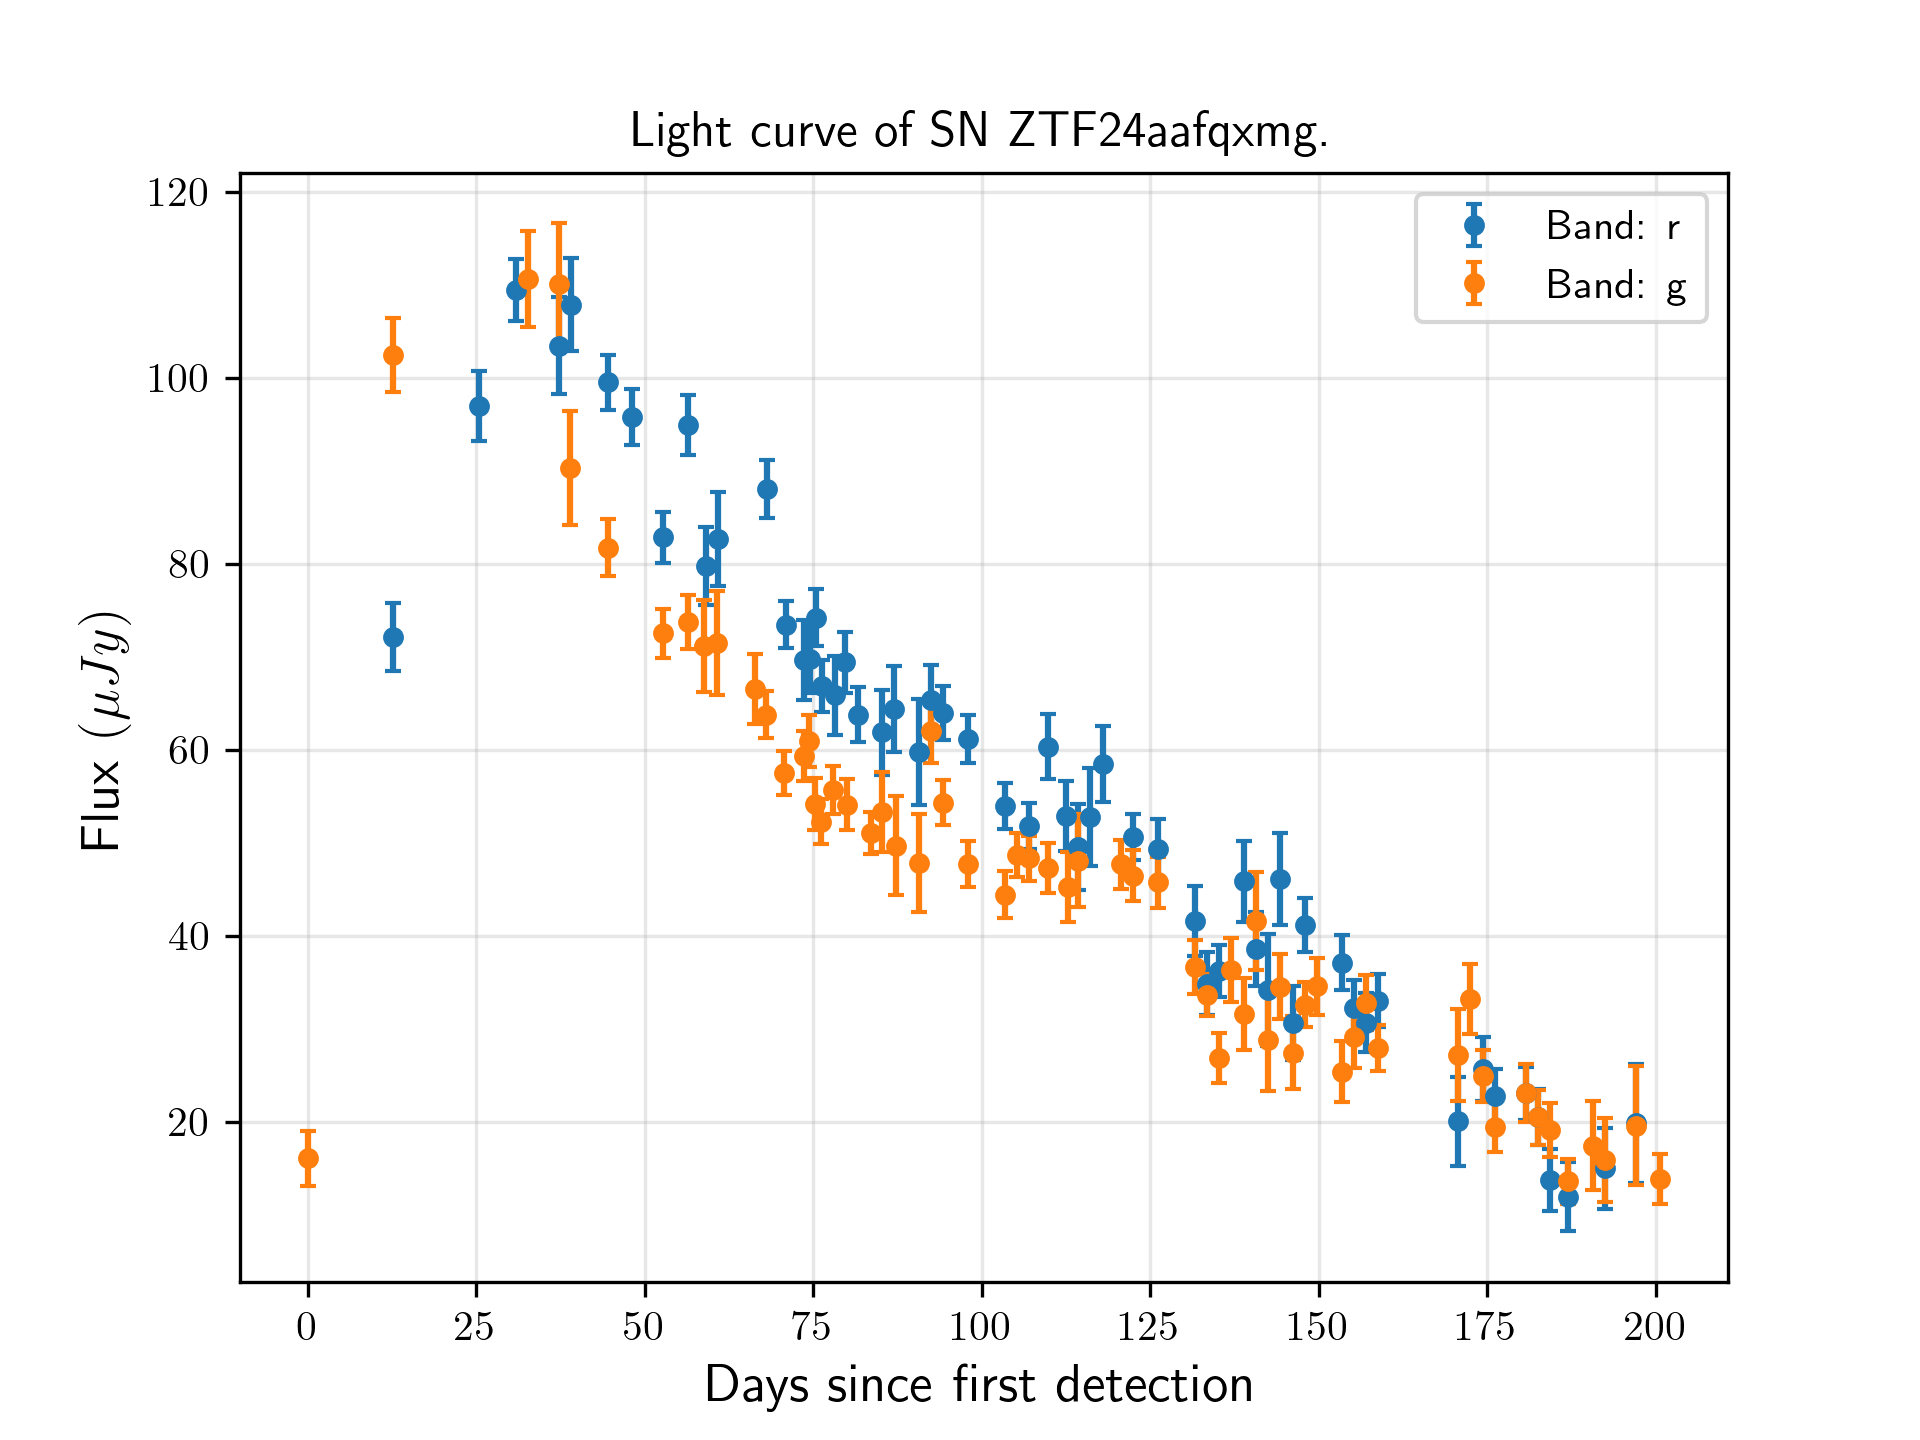 Light curve of SN ZTF24aafqxmg.
Band: r
Band: g
120
100
80
60
40
20
Flux (μJy)
0 25 50 75 100 125 150 175 200
Days since first detection